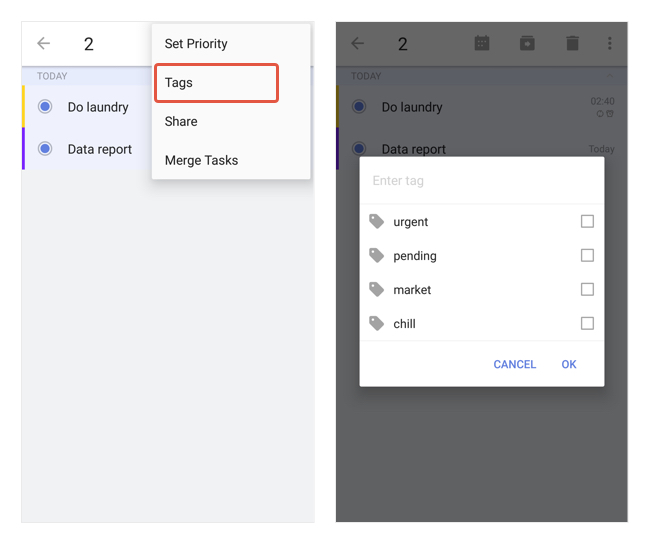 2
Set Priority
TODAY
Tags
Do laundry
Share
Data report
Merge Tasks
2
TODAY
Do laundry
02:40
Data report
Today
Enter tag
urgent
pending
market
chill
CANCEL OK